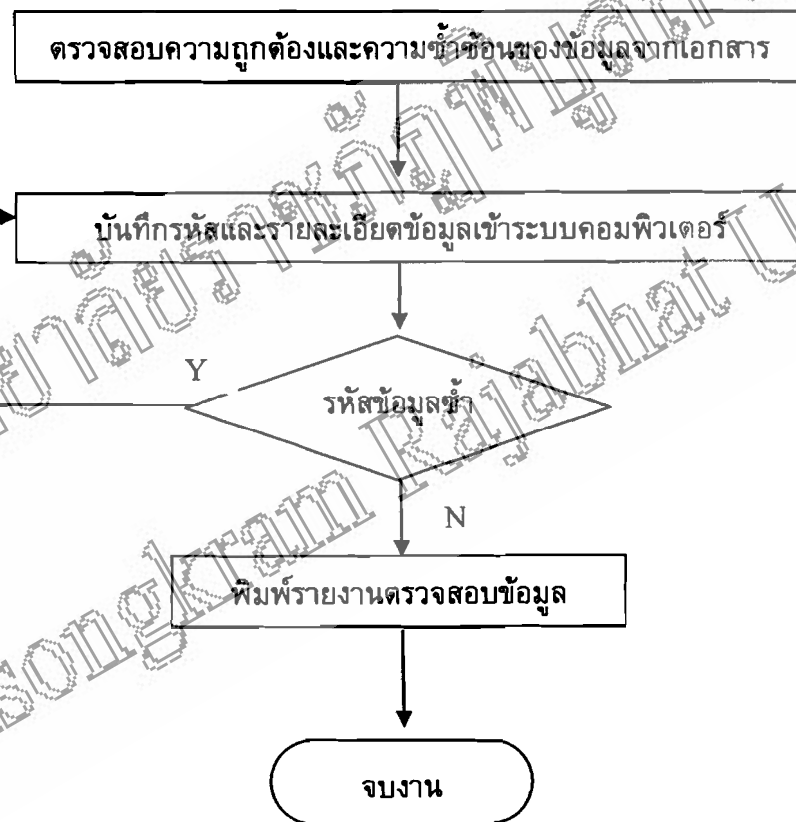 ตรวจสอบความถูกต้องและความซ้ำซ้อนของข้อมูลจากเอกสาร
บันทึกรหัสและรายละเอียดข้อมูลเข้าระบบคอมพิวเตอร์
Y
รหัสข้อมูลซ้ำ
N
พิมพ์รายงานตรวจสอบข้อมูล
จบงาน
songkram Rajabhat U